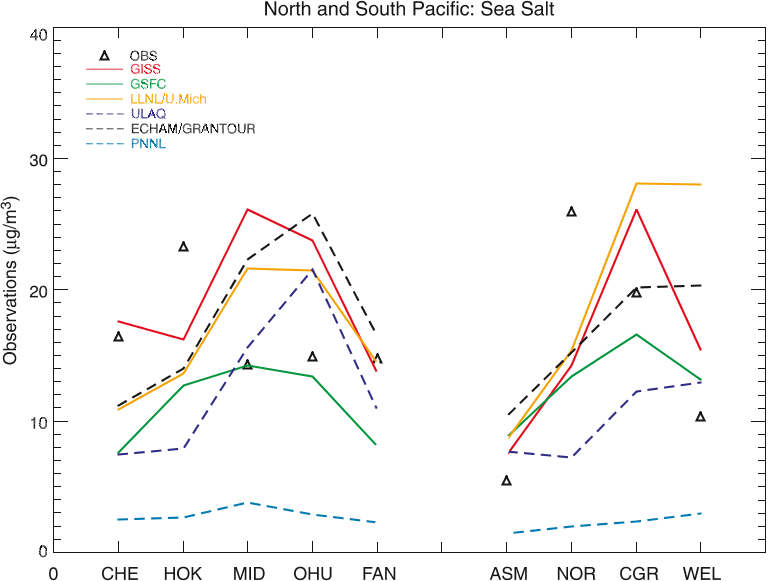 North and South Pacific: Sea Salt
40
30
20
10
0
Observations (µg/m³)
OBS
GISS
GSFC
LLNL/U.Mich
ULAQ
ECHAM/GRANTOUR
PNNL
0 CHE HOK MID OHU FAN ASM NOR CGR WEL